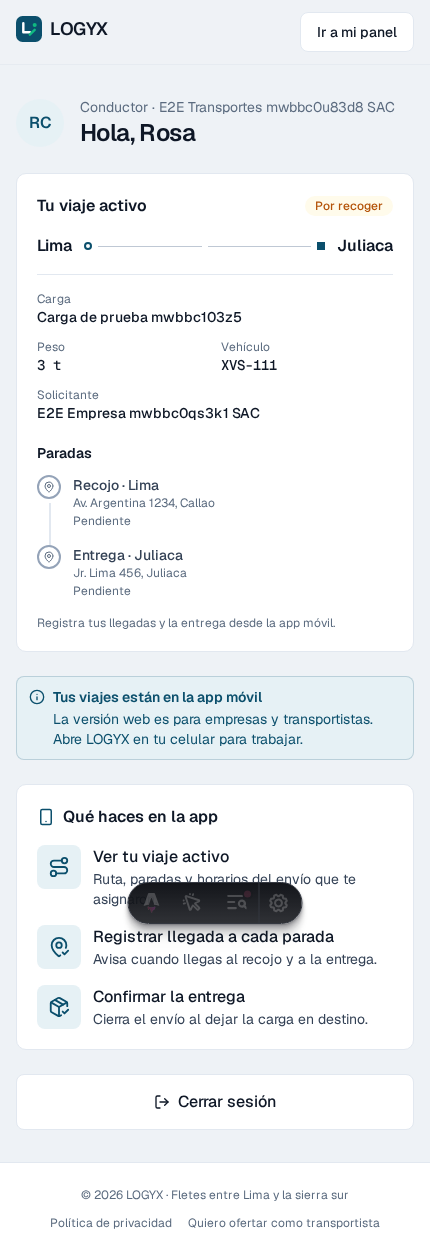 LOGYX
Ir a mi panel
RC
Conductor · E2E Transportes mwbbc0u83d8 SAC
Hola, Rosa
Tu viaje activo
Por recoger
Lima
Juliaca
Carga
Carga de prueba mwbbc103z5
Peso
Vehículo
3 t
XVS-111
Solicitante
E2E Empresa mwbbc0qs3k1 SAC
Paradas
Recojo · Lima
Av. Argentina 1234, Callao
Pendiente
Entrega · Juliaca
Jr. Lima 456, Juliaca
Pendiente
Registra tus llegadas y la entrega desde la app móvil.
Tus viajes están en la app móvil
La versión web es para empresas y transportistas.
Abre LOGYX en tu celular para trabajar.
Qué haces en la app
Ver tu viaje activo
Ruta, paradas y horarios del envío que te
Registrar llegada a cada parada
Avisa cuando llegas al recojo y a la entrega.
Confirmar la entrega
Cierra el envío al dejar la carga en destino.
Cerrar sesión
© 2026 LOGYX · Fletes entre Lima y la sierra sur
Política de privacidad
Quiero ofertar como transportista